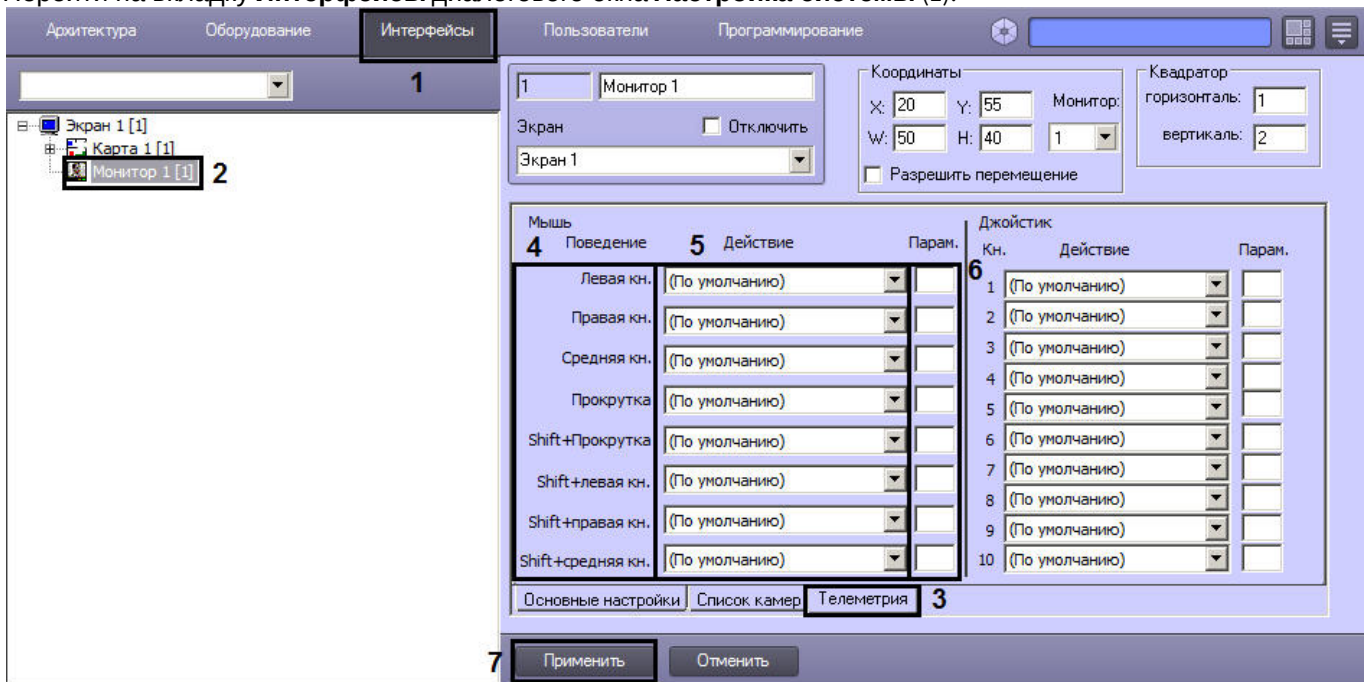 Перейти на вкладку Интерфейсы диалогового окна Настройка системы (1).
Архитектура Оборудование Интерфейсы Пользователи Программирование
1
Экран 1 [1]
Карта 1 [1]
Монитор 1 [1] 2
1 Монитор 1
Экран Отключить
Экран 1
Координаты
X: 20 Y: 55 Монитор:
W: 50 H: 40 1
Разрешить перемещение
Квадратор
горизонталь: 1
вертикаль: 2
Мышь
4 Поведение 5 Действие Парам.
Левая кн. (По умолчанию)
Правая кн. (По умолчанию)
Средняя кн. (По умолчанию)
Прокрутка (По умолчанию)
Shift+Прокрутка (По умолчанию)
Shift+левая кн. (По умолчанию)
Shift+правая кн. (По умолчанию)
Shift+средняя кн. (По умолчанию)
Джойстик
Кн. Действие Парам.
6
1 (По умолчанию)
2 (По умолчанию)
3 (По умолчанию)
4 (По умолчанию)
5 (По умолчанию)
6 (По умолчанию)
7 (По умолчанию)
8 (По умолчанию)
9 (По умолчанию)
10 (По умолчанию)
Основные настройки Список камер Телеметрия 3
7 Применить Отменить